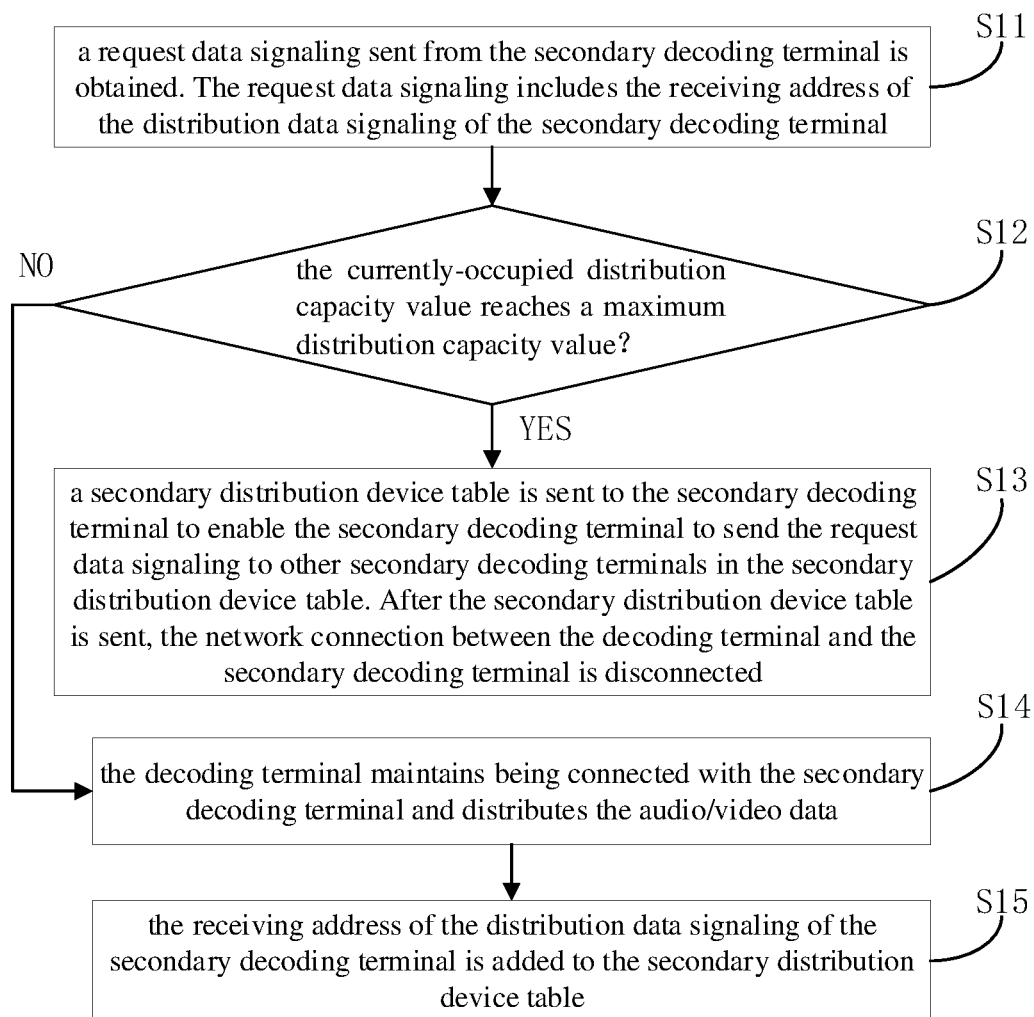 S11
a request data signaling sent from the secondary decoding terminal is
obtained. The request data signaling includes the receiving address of
the distribution data signaling of the secondary decoding terminal
S12
NO
the currently-occupied distribution
capacity value reaches a maximum
distribution capacity value?
YES
S13
a secondary distribution device table is sent to the secondary decoding
terminal to enable the secondary decoding terminal to send the request
data signaling to other secondary decoding terminals in the secondary
distribution device table. After the secondary distribution device table
is sent, the network connection between the decoding terminal and the
secondary decoding terminal is disconnected
S14
the decoding terminal maintains being connected with the secondary
decoding terminal and distributes the audio/video data
S15
the receiving address of the distribution data signaling of the
secondary decoding terminal is added to the secondary distribution
device table